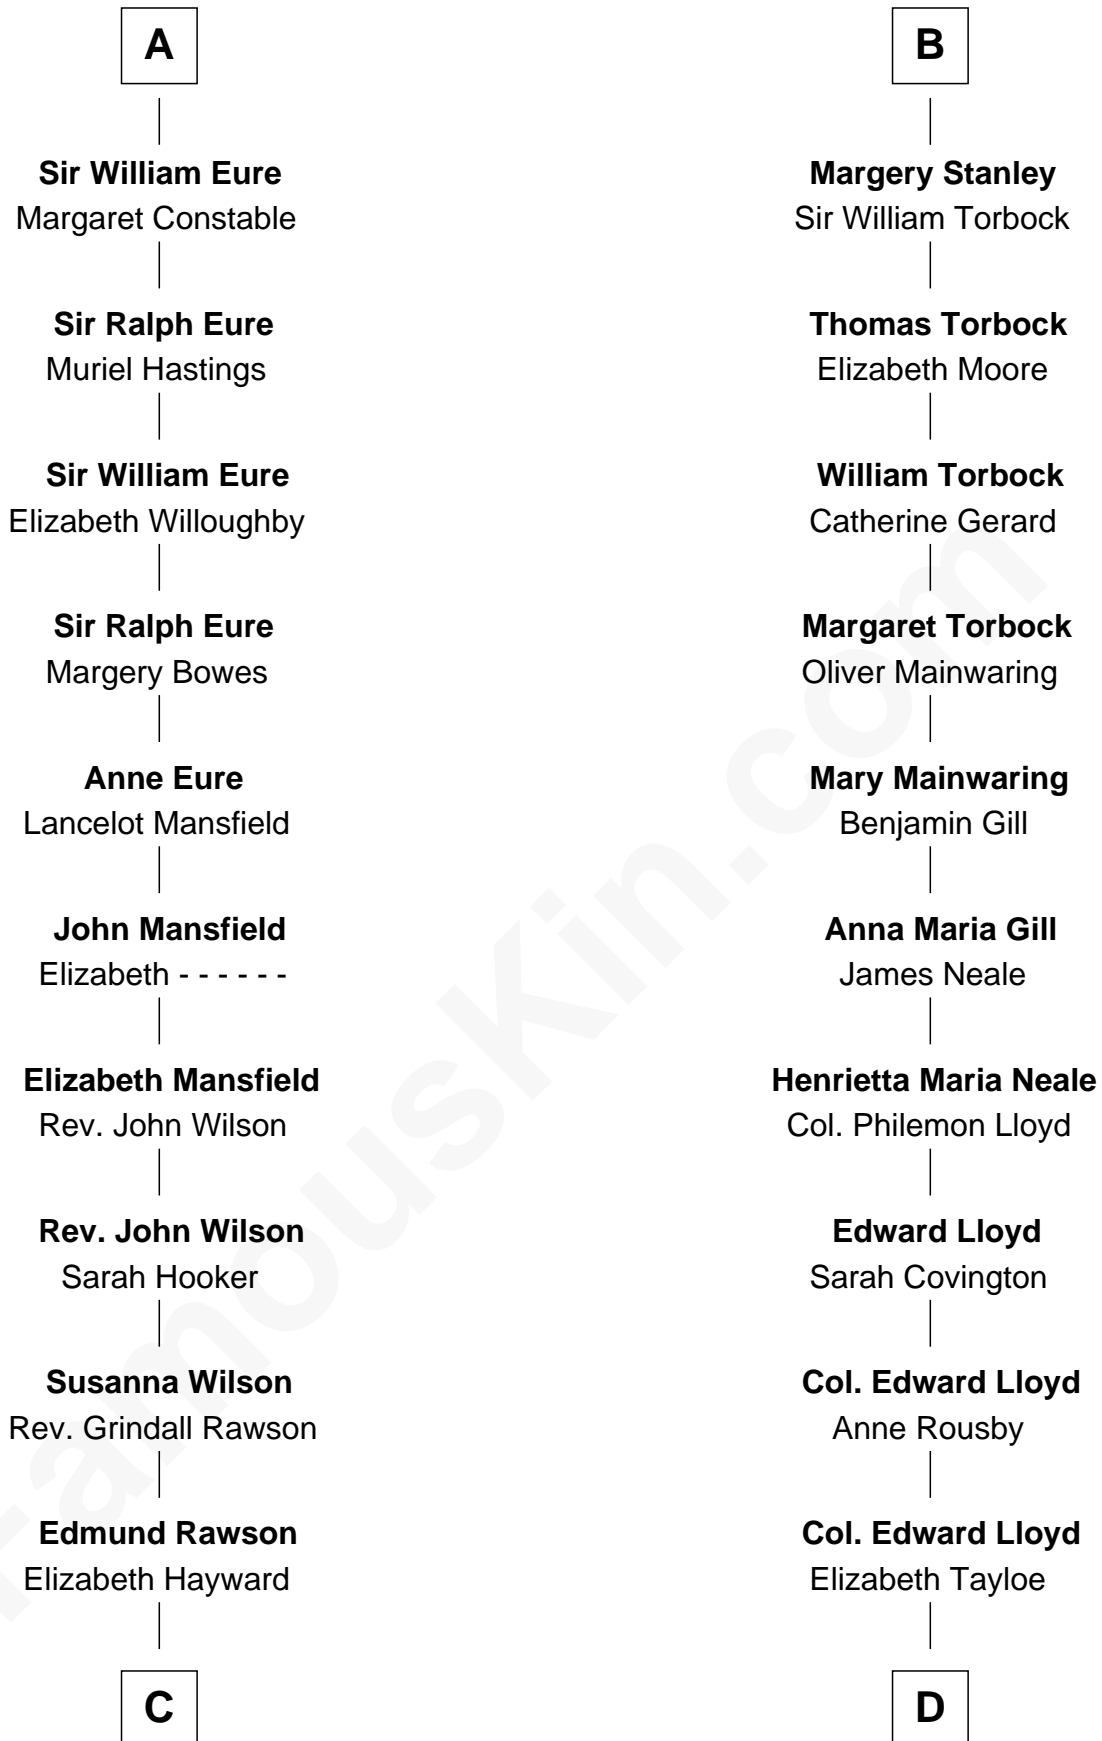 A
Sir William Eure
Margaret Constable
Sir Ralph Eure
Muriel Hastings
Sir William Eure
Elizabeth Willoughby
Sir Ralph Eure
Margery Bowes
Anne Eure
Lancelot Mansfield
John Mansfield
Elizabeth - - - - - -
Elizabeth Mansfield
Rev. John Wilson
Rev. John Wilson
Sarah Hooker
Susanna Wilson
Rev. Grindall Rawson
Edmund Rawson
Elizabeth Hayward
C
B
Margery Stanley
Sir William Torbock
Thomas Torbock
Elizabeth Moore
William Torbock
Catherine Gerard
Margaret Torbock
Oliver Mainwaring
Mary Mainwaring
Benjamin Gill
Anna Maria Gill
James Neale
Henrietta Maria Neale
Col. Philemon Lloyd
Edward Lloyd
Sarah Covington
Col. Edward Lloyd
Anne Rousby
Col. Edward Lloyd
Elizabeth Tayloe
D
FamousKin.com